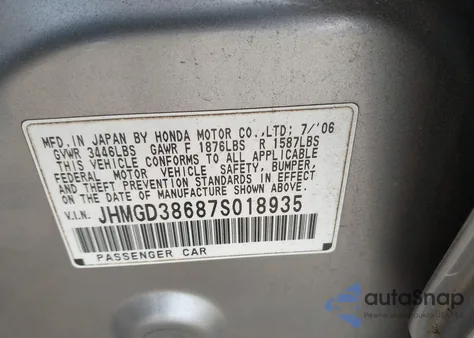 MFD. IN JAPAN BY HONDA MOTOR CO.,LTD; 7/'06
GVWR 3446LBS GAWR F 1876LBS R 1587LBS
THIS VEHICLE CONFORMS TO ALL APPLICABLE
FEDERAL MOTOR VEHICLE SAFETY, BUMPER,
AND THEFT PREVENTION STANDARDS IN EFFECT
ON THE DATE OF MANUFACTURE SHOWN ABOVE.
V.I.N. JHMGD38687S018935
PASSENGER CAR
autoSnap